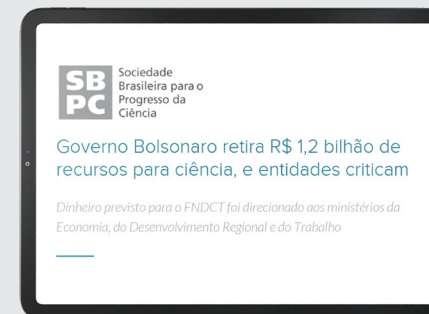 SB
PC
Sociedade
Brasileira para o
Progresso da
Ciência
Governo Bolsonaro retira R$ 1,2 bilhão de
recursos para ciência, e entidades criticam
Dinheiro previsto para o FNDCT foi direcionado aos ministérios da
Economia, do Desenvolvimento Regional e do Trabalho